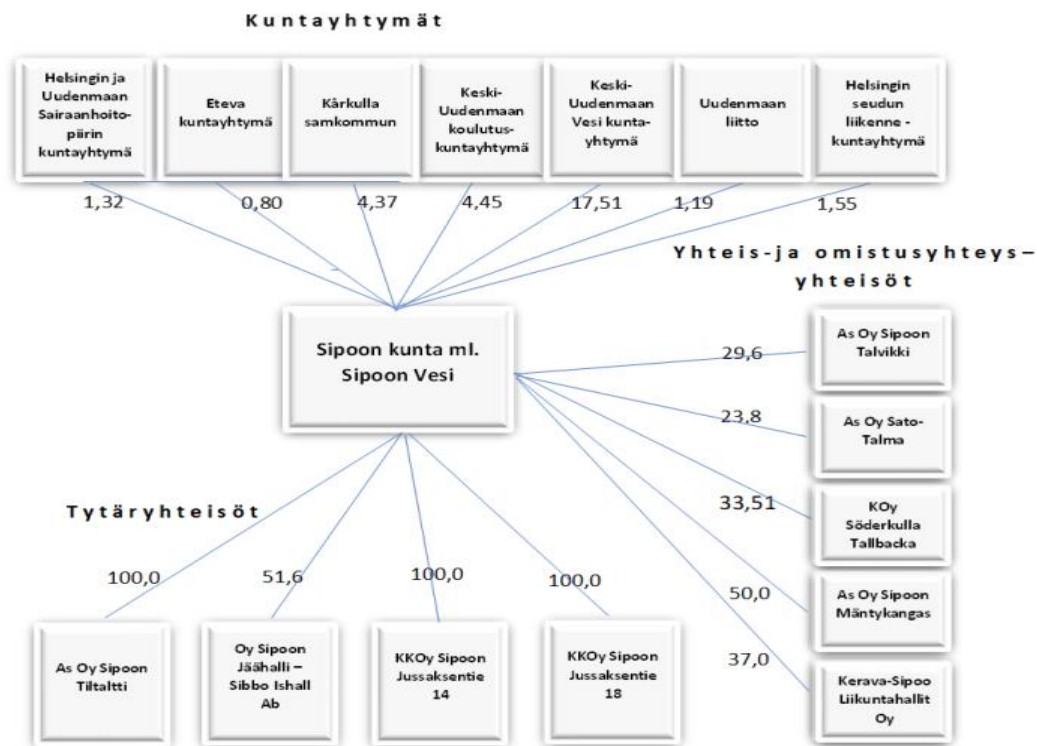 Kuntayhtymät
Helsingin ja
Uudenmaan
Sairaanhoito-
piirin
kuntayhtymä
Eteva
kuntayhtymä
Kårkulla
samkommun
Keski-
Uudenmaan
koulutus-
kuntayhtymä
Keski-
Uudenmaan
Vesi kunta-
yhtymä
Uudenmaan
liitto
Helsingin
seudun
liikenne -
kuntayhtymä
1,32
0,80
4,37
4,45
17,51
1,19
1,55
Yhteis-ja omistusyhteys–
yhteisöt
Sipoon kunta ml.
Sipoon Vesi
29,6
As Oy Sipoon
Talvikki
23,8
As Oy Sato-
Talma
33,51
KOy
Söderkulla
Tallbacka
50,0
As Oy Sipoon
Mäntykangas
37,0
Kerava-Sipoo
Liikuntahallit
Oy
Tytäryhteisöt
100,0
51,6
100,0
100,0
As Oy Sipoon
Tiltaltti
Oy Sipoon
Jäähalli –
Sibbo Ishall
Ab
KKOy Sipoon
Jussaksentie
14
KKOy Sipoon
Jussaksentie
18